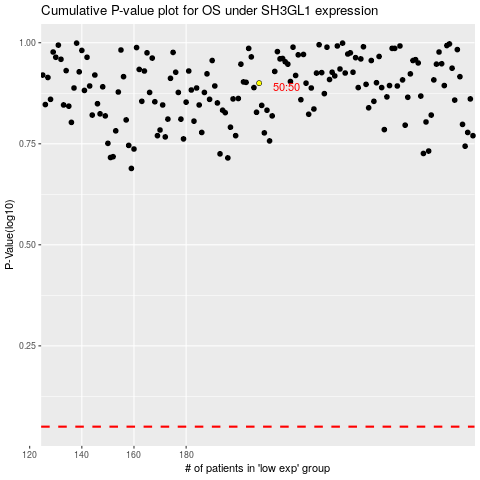 Cumulative P-value plot for OS under SH3GL1 expression
P-Value(log10)
1.00
0.75
0.50
0.25
50:50
120 140 160 180
# of patients in 'low exp' group